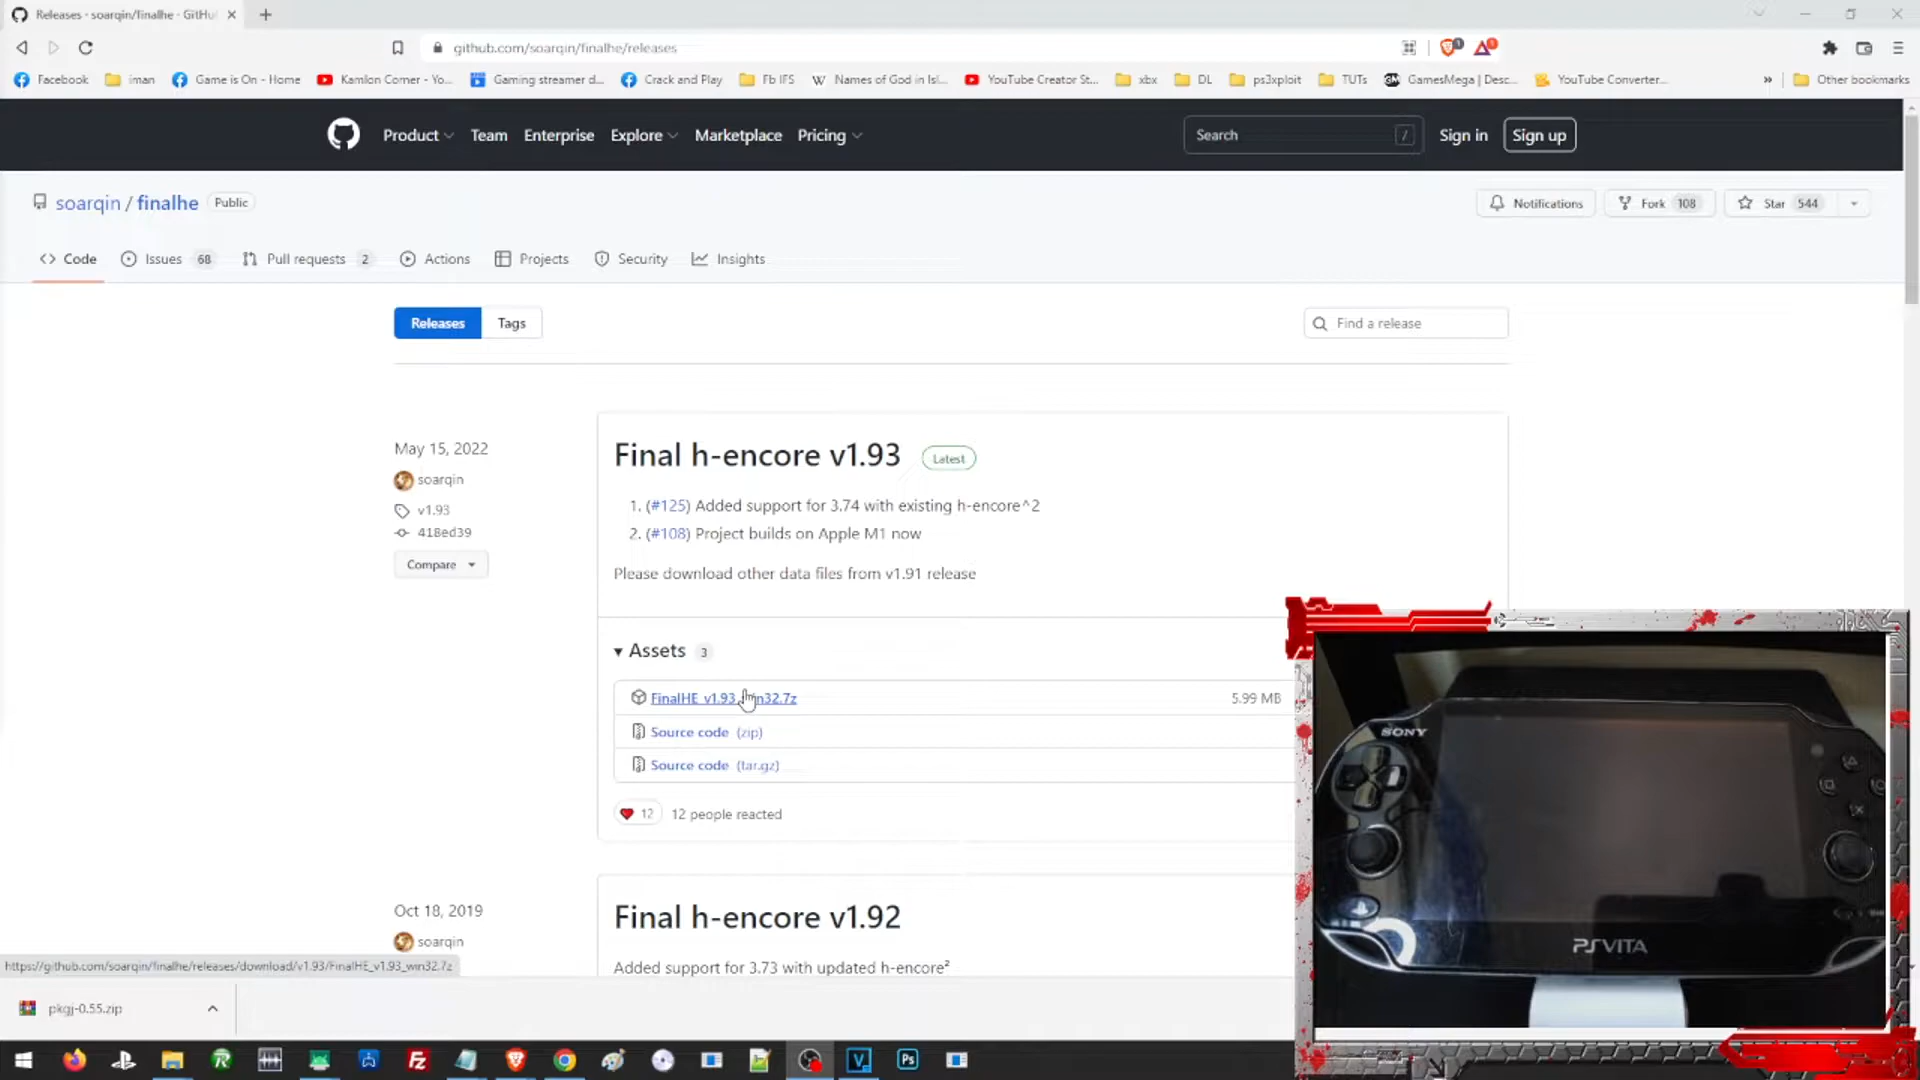 Releases · soarqin/finalhe · GitHu
github.com/soarqin/finalhe/releases
Facebook
iman
Game is On - Home
Kamlon Corner - Yo...
Gaming streamer d...
Crack and Play
Fb IFS
Names of God in Isl...
YouTube Creator St...
xbx
DL
ps3xploit
TUTs
GamesMega | Desc...
YouTube Converter...
»
Other bookmarks
Product
Team
Enterprise
Explore
Marketplace
Pricing
Search
/
Sign in
Sign up
soarqin / finalhe
Public
Notifications
Fork 108
Star 544
Code
Issues 68
Pull requests 2
Actions
Projects
Security
Insights
Releases
Tags
Find a release
May 15, 2022
soarqin
v1.93
418ed39
Compare
Final h-encore v1.93
Latest
1. (#125) Added support for 3.74 with existing h-encore^2
2. (#108) Project builds on Apple M1 now
Please download other data files from v1.91 release
Assets 3
FinalHE_v1.93_win32.7z
5.99 MB
Source code (zip)
Source code (tar.gz)
12
12 people reacted
Oct 18, 2019
soarqin
Final h-encore v1.92
Added support for 3.73 with updated h-encore²
https://github.com/soarqin/finalhe/releases/download/v1.93/FinalHE_v1.93_win32.7z
pkgj-0.55.zip
SONY
PSVITA